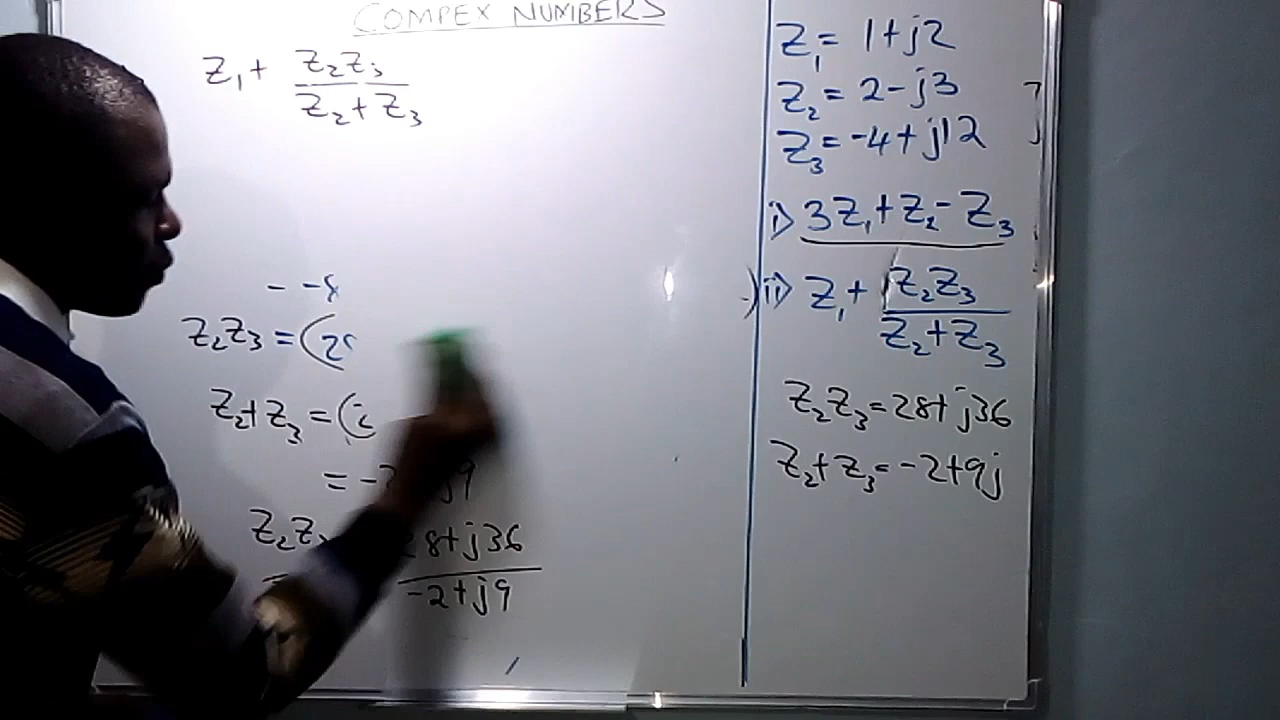 COMPEX NUMBERS
Z₁ + Z₂Z₃ / Z₂ + Z₃
- -8
Z₂Z₃ = (28
Z₂ + Z₃ = (2
= -2 j9
Z₂Z₃ 28 + j36 / -2 + j9
Z₁ = 1 + j2
Z₂ = 2 - j3
Z₃ = -4 + j12
i) 3Z₁ + Z₂ - Z₃
ii) Z₁ + Z₂Z₃ / Z₂ + Z₃
Z₂Z₃ = 28 + j36
Z₂ + Z₃ = -2 + 9j